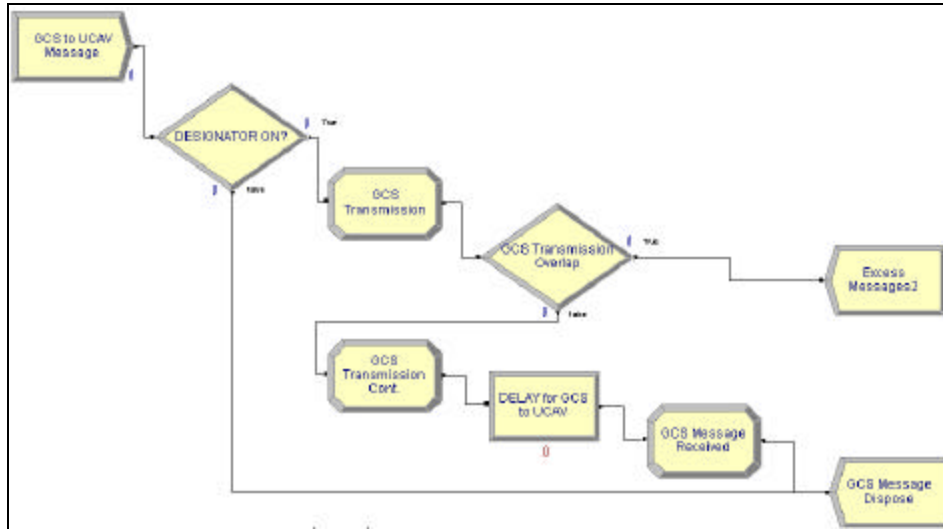 GCS to UCAV
Message
DESIGNATOR ON?
True
False
GCS
Transmission
GCS Transmission
Overlap
True
False
Excess
Messages2
GCS
Transmission
Cont.
DELAY for GCS
to UCAV
0
GCS Message
Received
GCS Message
Dispose